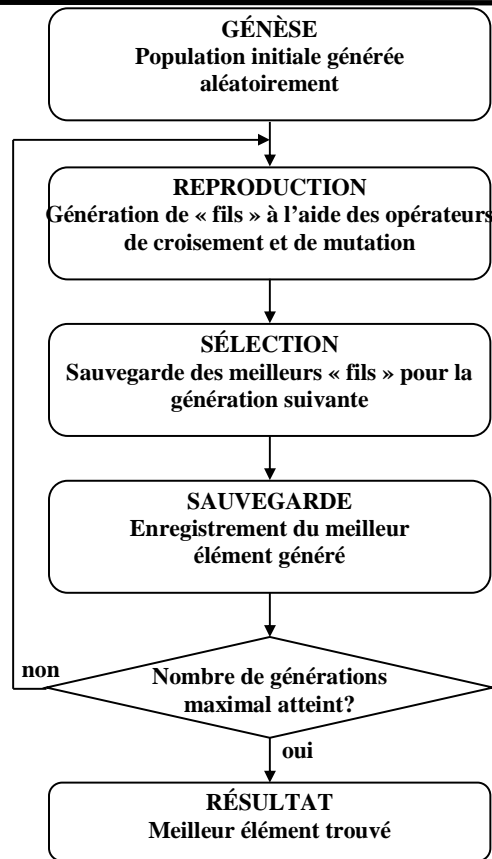 GÉNÈSE
Population initiale générée
aléatoirement
REPRODUCTION
Génération de « fils » à l'aide des opérateurs
de croisement et de mutation
SÉLECTION
Sauvegarde des meilleurs « fils » pour la
génération suivante
SAUVEGARDE
Enregistrement du meilleur
élément généré
non
Nombre de générations
maximal atteint?
oui
RÉSULTAT
Meilleur élément trouvé